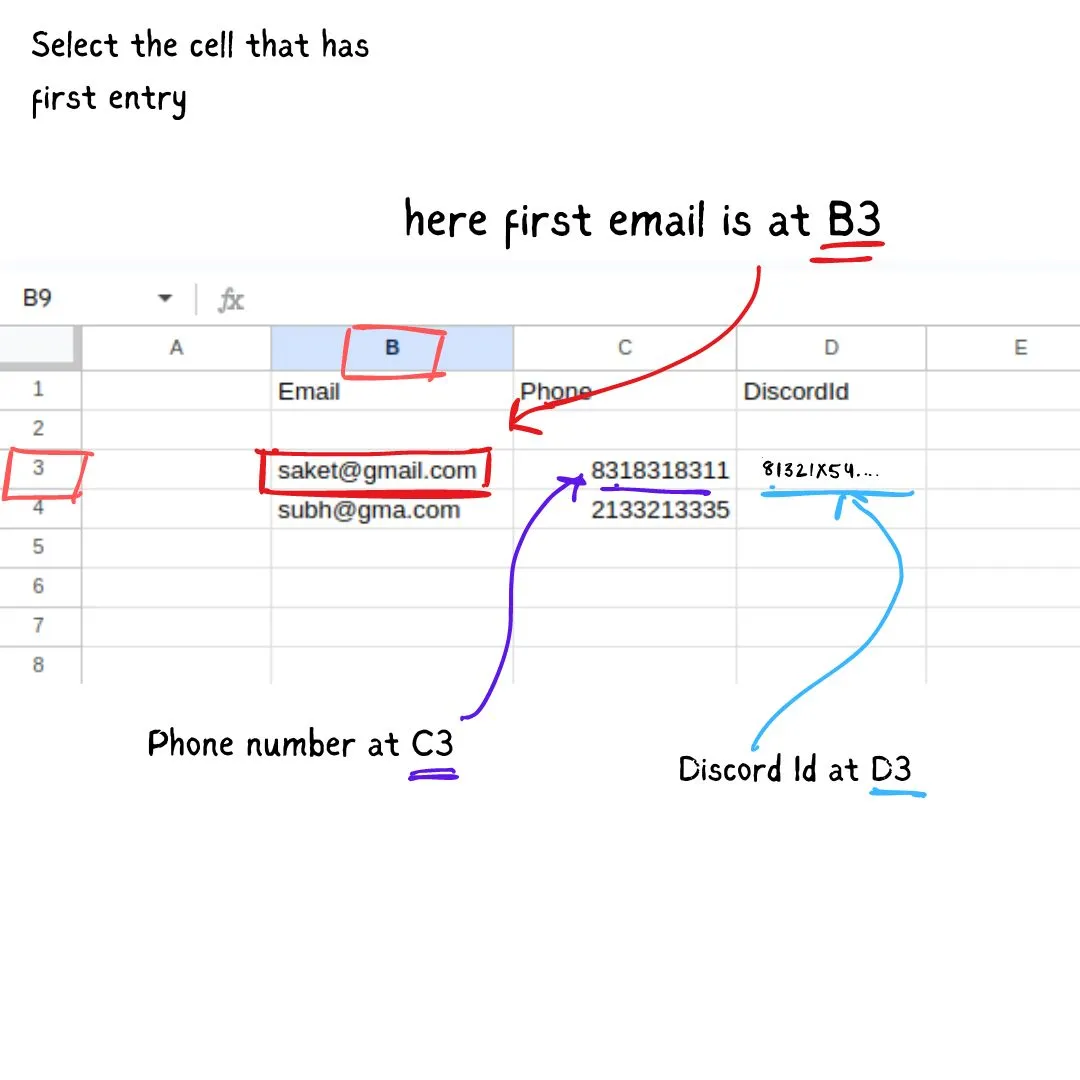 Select the cell that has
first entry
here first email is at B3
B9 fx
A B C D E
1 Email Phone DiscordId
2
3 saket@gmail.com 8318318311 81321X54....
4 subh@gma.com 2133213335
5
6
7
8
Phone number at C3
Discord Id at D3